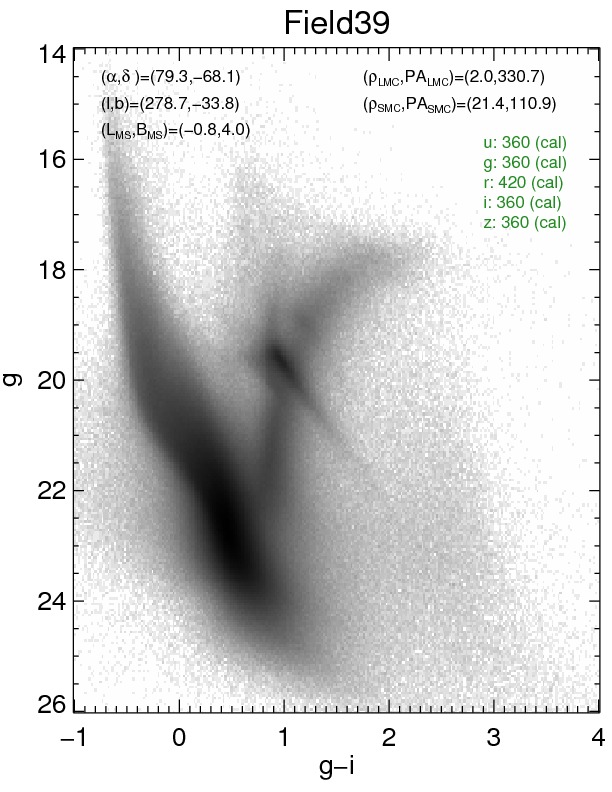 Field39
(α,δ )=(79.3,−68.1)
(ρLMC,PALMC)=(2.0,330.7)
(l,b)=(278.7,−33.8)
(ρSMC,PASMC)=(21.4,110.9)
(LMS,BMS)=(−0.8,4.0)
u: 360 (cal)
g: 360 (cal)
r: 420 (cal)
i: 360 (cal)
z: 360 (cal)
14
16
18
20
22
24
26
g
−1 0 1 2 3 4
g−i